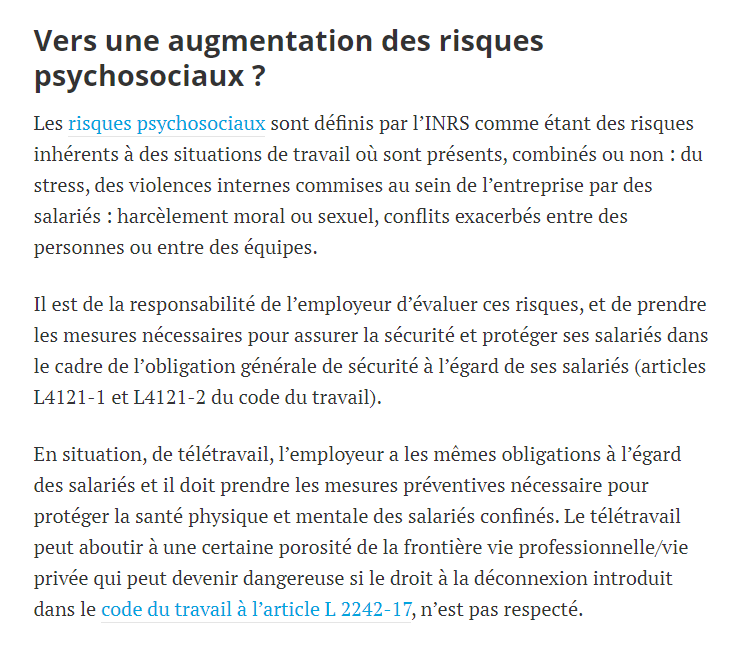 Vers une augmentation des risques
psychosociaux ?
Les risques psychosociaux sont définis par l’INRS comme étant des risques
inhérents à des situations de travail où sont présents, combinés ou non : du
stress, des violences internes commises au sein de l’entreprise par des
salariés : harcèlement moral ou sexuel, conflits exacerbés entre des
personnes ou entre des équipes.
Il est de la responsabilité de l’employeur d’évaluer ces risques, et de prendre
les mesures nécessaires pour assurer la sécurité et protéger ses salariés dans
le cadre de l’obligation générale de sécurité à l’égard de ses salariés (articles
L4121-1 et L4121-2 du code du travail).
En situation, de télétravail, l’employeur a les mêmes obligations à l’égard
des salariés et il doit prendre les mesures préventives nécessaire pour
protéger la santé physique et mentale des salariés confinés. Le télétravail
peut aboutir à une certaine porosité de la frontière vie professionnelle/vie
privée qui peut devenir dangereuse si le droit à la déconnexion introduit
dans le code du travail à l’article L 2242-17, n’est pas respecté.